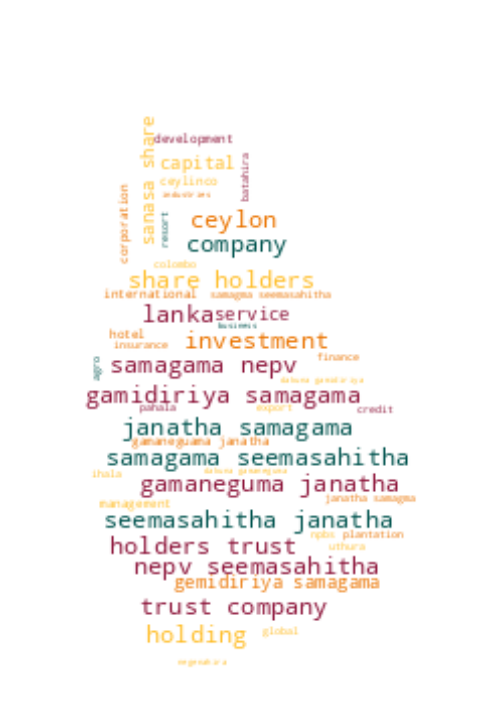 sanasa share
development
capital
batahira
ceylinco
industries
corporation
resort
ceylon
company
colombo
share holders
international
samagma seemasahitha
lanka
service
business
hotel
investment
insurance
finance
agro
samagama nepv
dakuna gamidiriya
gamidiriya samagama
pahala
export
credit
janatha samagama
gamaneguama janatha
samagama seemasahitha
ihala
dakuna gamaneguma
gamaneguma janatha
janatha samagma
management
seemasahitha janatha
npbs
plantation
holders trust
uthura
nepv seemasahitha
gemidiriya samagama
trust company
holding
global